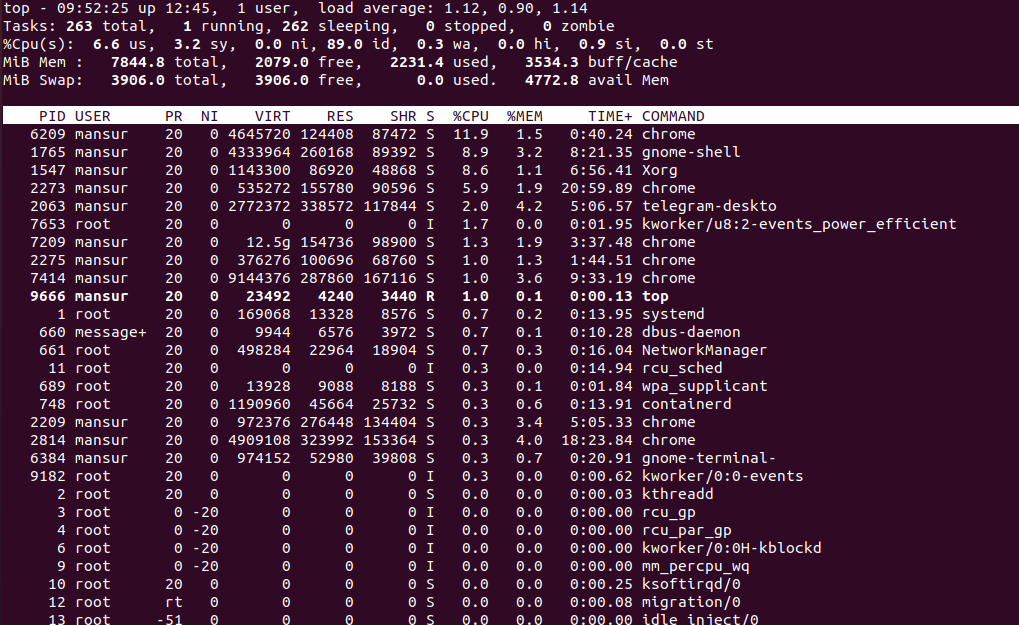 top - 09:52:25 up 12:45,  1 user,  load average: 1.12, 0.90, 1.14
Tasks: 263 total,   1 running, 262 sleeping,   0 stopped,   0 zombie
%Cpu(s):  6.6 us,  3.2 sy,  0.0 ni, 89.0 id,  0.3 wa,  0.0 hi,  0.9 si,  0.0 st
MiB Mem :   7844.8 total,   2079.0 free,   2231.4 used,   3534.3 buff/cache
MiB Swap:   3906.0 total,   3906.0 free,      0.0 used.   4772.8 avail Mem
PID USER      PR  NI    VIRT    RES    SHR S  %CPU  %MEM     TIME+ COMMAND
6209 mansur    20   0 4645720 124408  87472 S  11.9   1.5   0:40.24 chrome
1765 mansur    20   0 4333964 260168  89392 S   8.9   3.2   8:21.35 gnome-shell
1547 mansur    20   0 1143300  86920  48868 S   8.6   1.1   6:56.41 Xorg
2273 mansur    20   0  535272 155780  90596 S   5.9   1.9  20:59.89 chrome
2063 mansur    20   0 2772372 338572 117844 S   2.0   4.2   5:06.57 telegram-deskto
7653 root      20   0       0      0      0 I   1.7   0.0   0:01.95 kworker/u8:2-events_power_efficient
7209 mansur    20   0   12.5g 154736  98900 S   1.3   1.9   3:37.48 chrome
2275 mansur    20   0  376276 100696  68760 S   1.0   1.3   1:44.51 chrome
7414 mansur    20   0 9144376 287860 167116 S   1.0   3.6   9:33.19 chrome
9666 mansur    20   0   23492   4240   3440 R   1.0   0.1   0:00.13 top
1 root      20   0  169068  13328   8576 S   0.7   0.2   0:13.95 systemd
660 message+  20   0    9944   6576   3972 S   0.7   0.1   0:10.28 dbus-daemon
661 root      20   0  498284  22964  18904 S   0.7   0.3   0:16.04 NetworkManager
11 root      20   0       0      0      0 I   0.3   0.0   0:14.94 rcu_sched
689 root      20   0   13928   9088   8188 S   0.3   0.1   0:01.84 wpa_supplicant
748 root      20   0 1190960  45664  25732 S   0.3   0.6   0:13.91 containerd
2209 mansur    20   0  972376 276448 134404 S   0.3   3.4   5:05.33 chrome
2814 mansur    20   0 4909108 323992 153364 S   0.3   4.0  18:23.84 chrome
6384 mansur    20   0  974152  52980  39808 S   0.3   0.7   0:20.91 gnome-terminal-
9182 root      20   0       0      0      0 I   0.3   0.0   0:00.62 kworker/0:0-events
2 root      20   0       0      0      0 S   0.0   0.0   0:00.03 kthreadd
3 root       0 -20       0      0      0 I   0.0   0.0   0:00.00 rcu_gp
4 root       0 -20       0      0      0 I   0.0   0.0   0:00.00 rcu_par_gp
6 root       0 -20       0      0      0 I   0.0   0.0   0:00.00 kworker/0:0H-kblockd
9 root       0 -20       0      0      0 I   0.0   0.0   0:00.00 mm_percpu_wq
10 root      20   0       0      0      0 S   0.0   0.0   0:00.25 ksoftirqd/0
12 root      rt   0       0      0      0 S   0.0   0.0   0:00.08 migration/0
13 root     -51   0       0      0      0 S   0.0   0.0   0:00.00 idle_inject/0